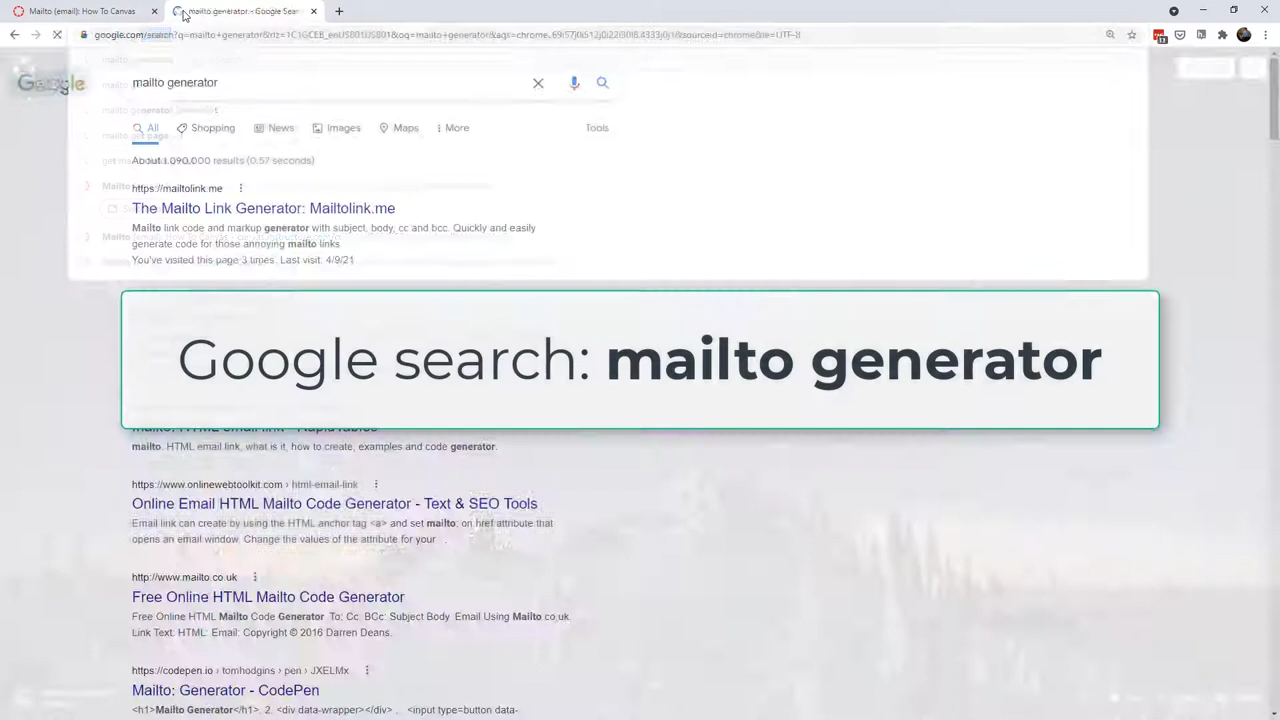 Mailto (email): How To Canvas
mailto generator - Google Sear
google.com/search?q=mailto+generator&rlz=1C1GCEB_enUS801US801&oq=mailto+generator&aqs=chrome..69i57j0i512j0i22i30l8.4333j0j1&sourceid=chrome&ie=UTF-8
Google
mailto generator
All
Shopping
News
Images
Maps
More
Tools
About 1,090,000 results (0.57 seconds)
https://mailtolink.me
The Mailto Link Generator: Mailtolink.me
Mailto link code and markup generator with subject, body, cc and bcc. Quickly and easily
generate code for those annoying mailto links
You've visited this page 3 times. Last visit: 4/9/21
Google search: mailto generator
mailto: HTML email link - RapidTables
mailto. HTML email link, what is it, how to create, examples and code generator.
https://www.onlinewebtoolkit.com › html-email-link
Online Email HTML Mailto Code Generator - Text & SEO Tools
Email link can create by using the HTML anchor tag <a> and set mailto: on href attribute that
opens an email window. Change the values of the attribute for your
http://www.mailto.co.uk
Free Online HTML Mailto Code Generator
Free Online HTML Mailto Code Generator To: Cc: BCc: Subject Body Email Using Mailto co.uk.
Link Text: HTML: Email: Copyright © 2016 Darren Deans.
https://codepen.io › tomhodgins › pen › JXELMx
Mailto: Generator - CodePen
<h1>Mailto Generator</h1>. 2. <div data-wrapper></div> . <input type=button data-